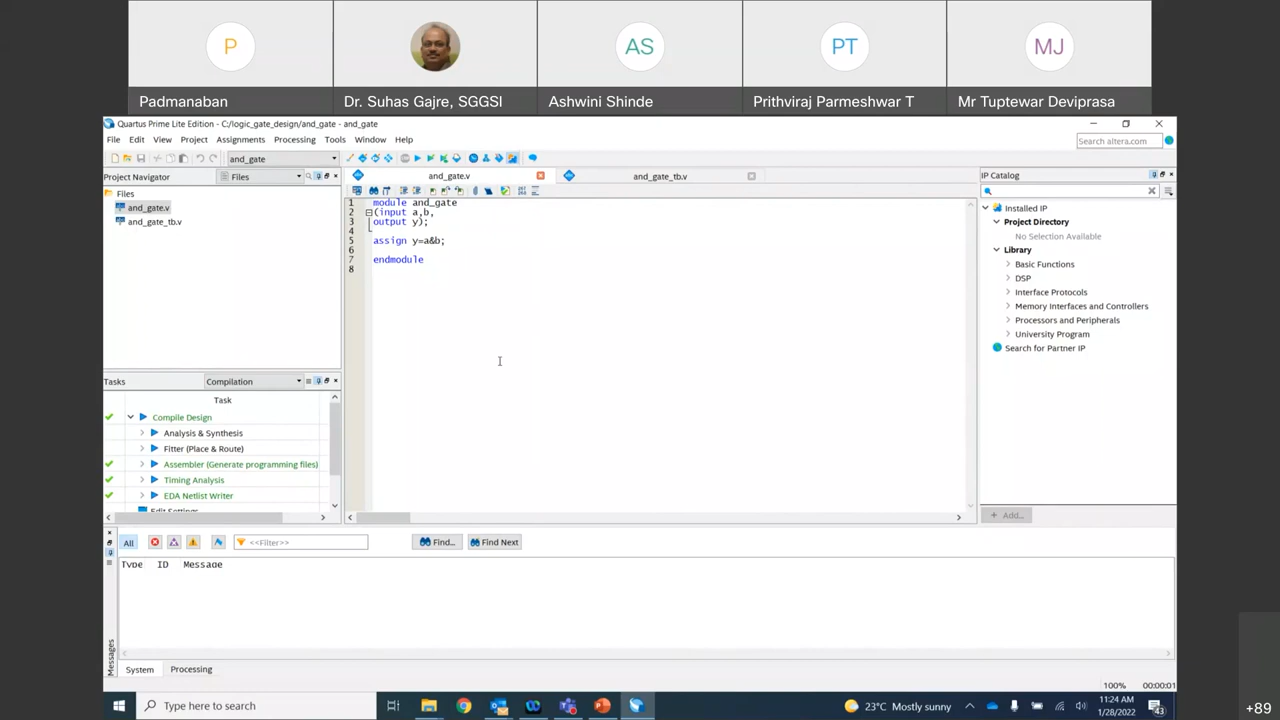 P
AS
PT
MJ
Padmanaban
Dr. Suhas Gajre, SGGSI
Ashwini Shinde
Prithviraj Parmeshwar T
Mr Tuptewar Deviprasa
Quartus Prime Lite Edition - C:/logic_gate_design/and_gate - and_gate
File Edit View Project Assignments Processing Tools Window Help
Search altera.com
and_gate
Project Navigator
Files
and_gate.v
and_gate_tb.v
IP Catalog
Files
and_gate.v
and_gate_tb.v
1 module and_gate
2 (input a,b,
3 output y);
4
5 assign y=a&b;
6
7 endmodule
8
Installed IP
Project Directory
No Selection Available
Library
Basic Functions
DSP
Interface Protocols
Memory Interfaces and Controllers
Processors and Peripherals
University Program
Search for Partner IP
Add...
Tasks
Compilation
Task
Compile Design
Analysis & Synthesis
Fitter (Place & Route)
Assembler (Generate programming files)
Timing Analysis
EDA Netlist Writer
Edit Settings
All
<<Filter>>
Find...
Find Next
Type ID Message
Messages
System
Processing
100% 00:00:01
Type here to search
23°C Mostly sunny
11:24 AM
1/28/2022
43
+89